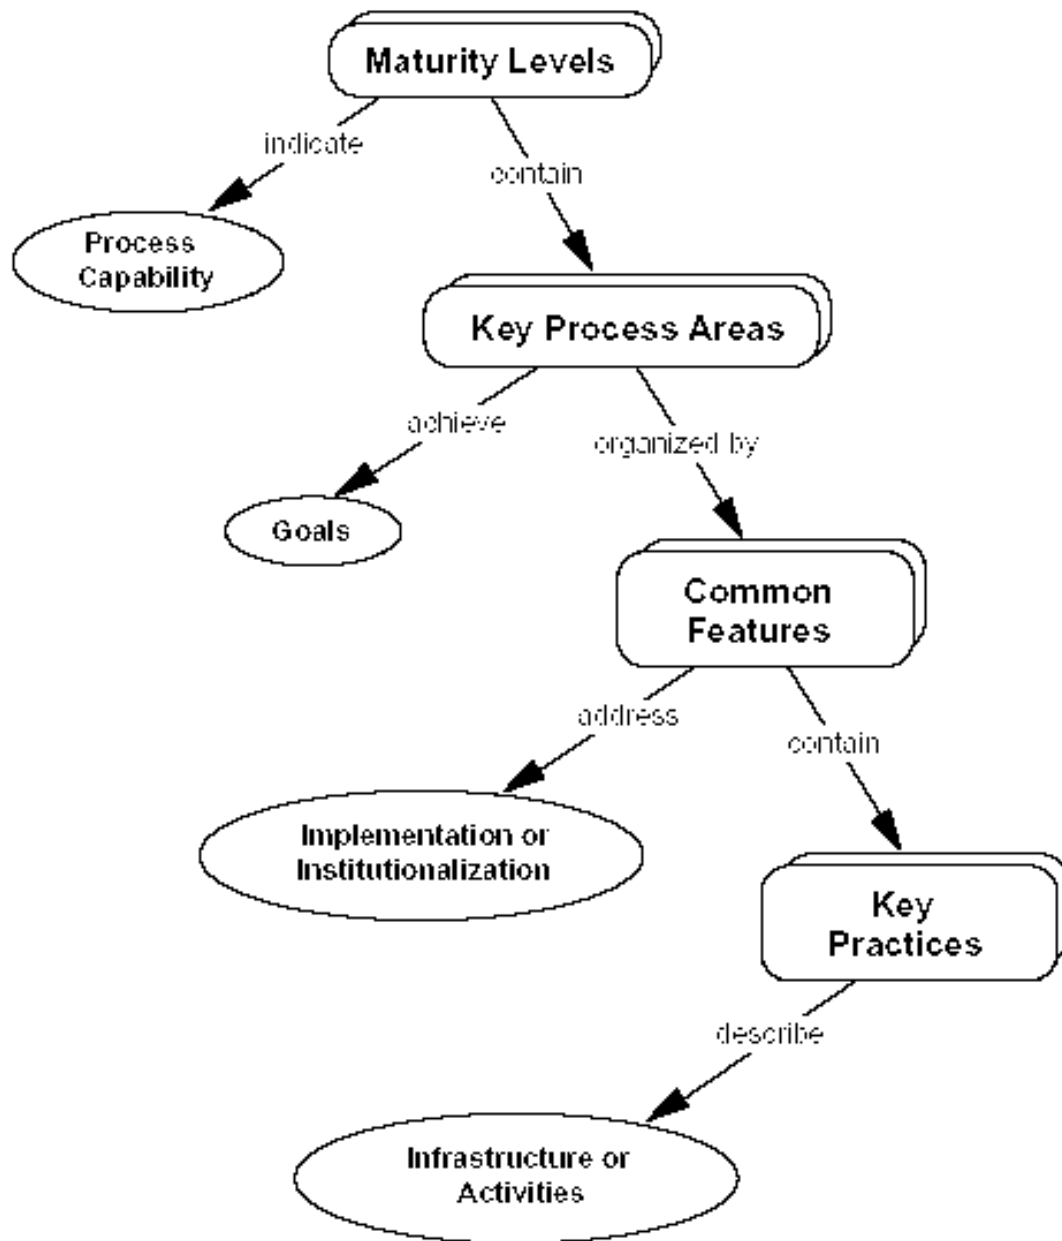 Maturity Levels
indicate
contain
Process
Capability
Key Process Areas
achieve
organized by
Goals
Common
Features
address
contain
Implementation or
Institutionalization
Key
Practices
describe
Infrastructure or
Activities